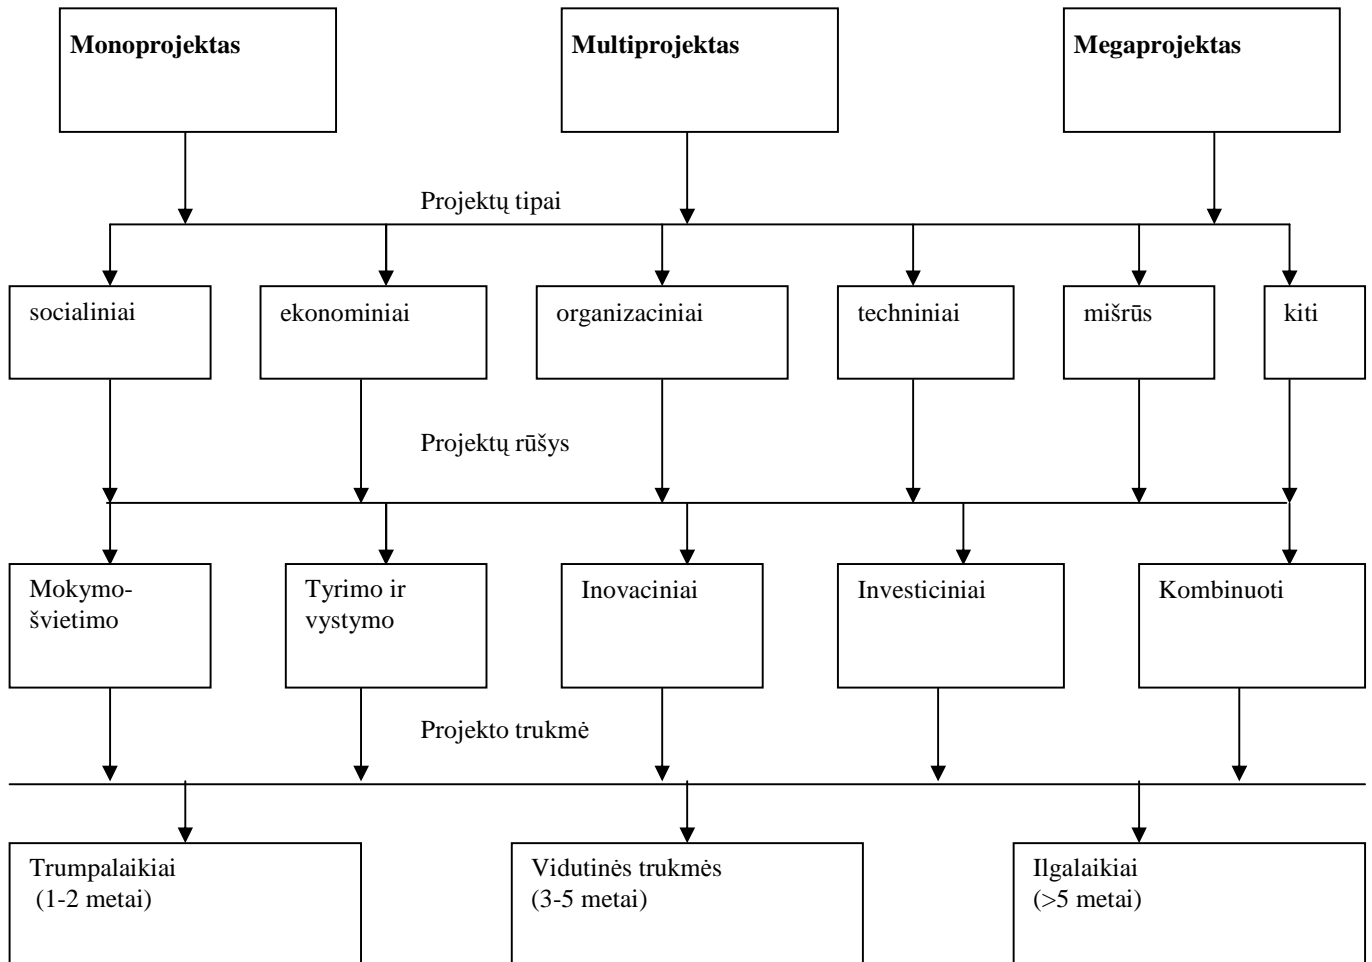 Monoprojektas
Multiprojektas
Megaprojektas
Projektų tipai
socialiniai
ekonominiai
organizaciniai
techniniai
mišrūs
kiti
Projektų rūšys
Mokymo-
švietimo
Tyrimo ir
vystymo
Inovaciniai
Investiciniai
Kombinuoti
Projekto trukmė
Trumpalaikiai
(1-2 metai)
Vidutinės trukmės
(3-5 metai)
Ilgalaikiai
(>5 metai)